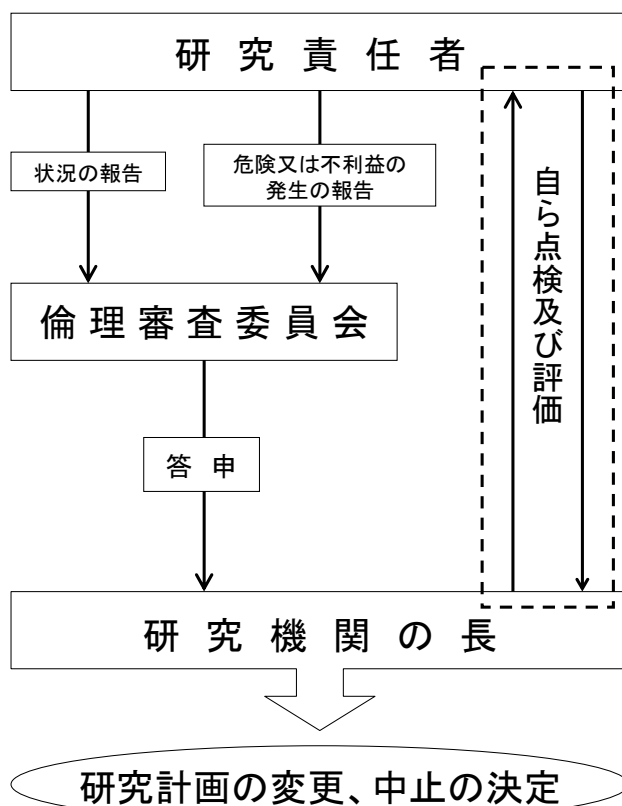 研究責任者
状況の報告
危険又は不利益の
発生の報告
自ら点検及び評価
倫理審査委員会
答申
研究機関の長
研究計画の変更、中止の決定